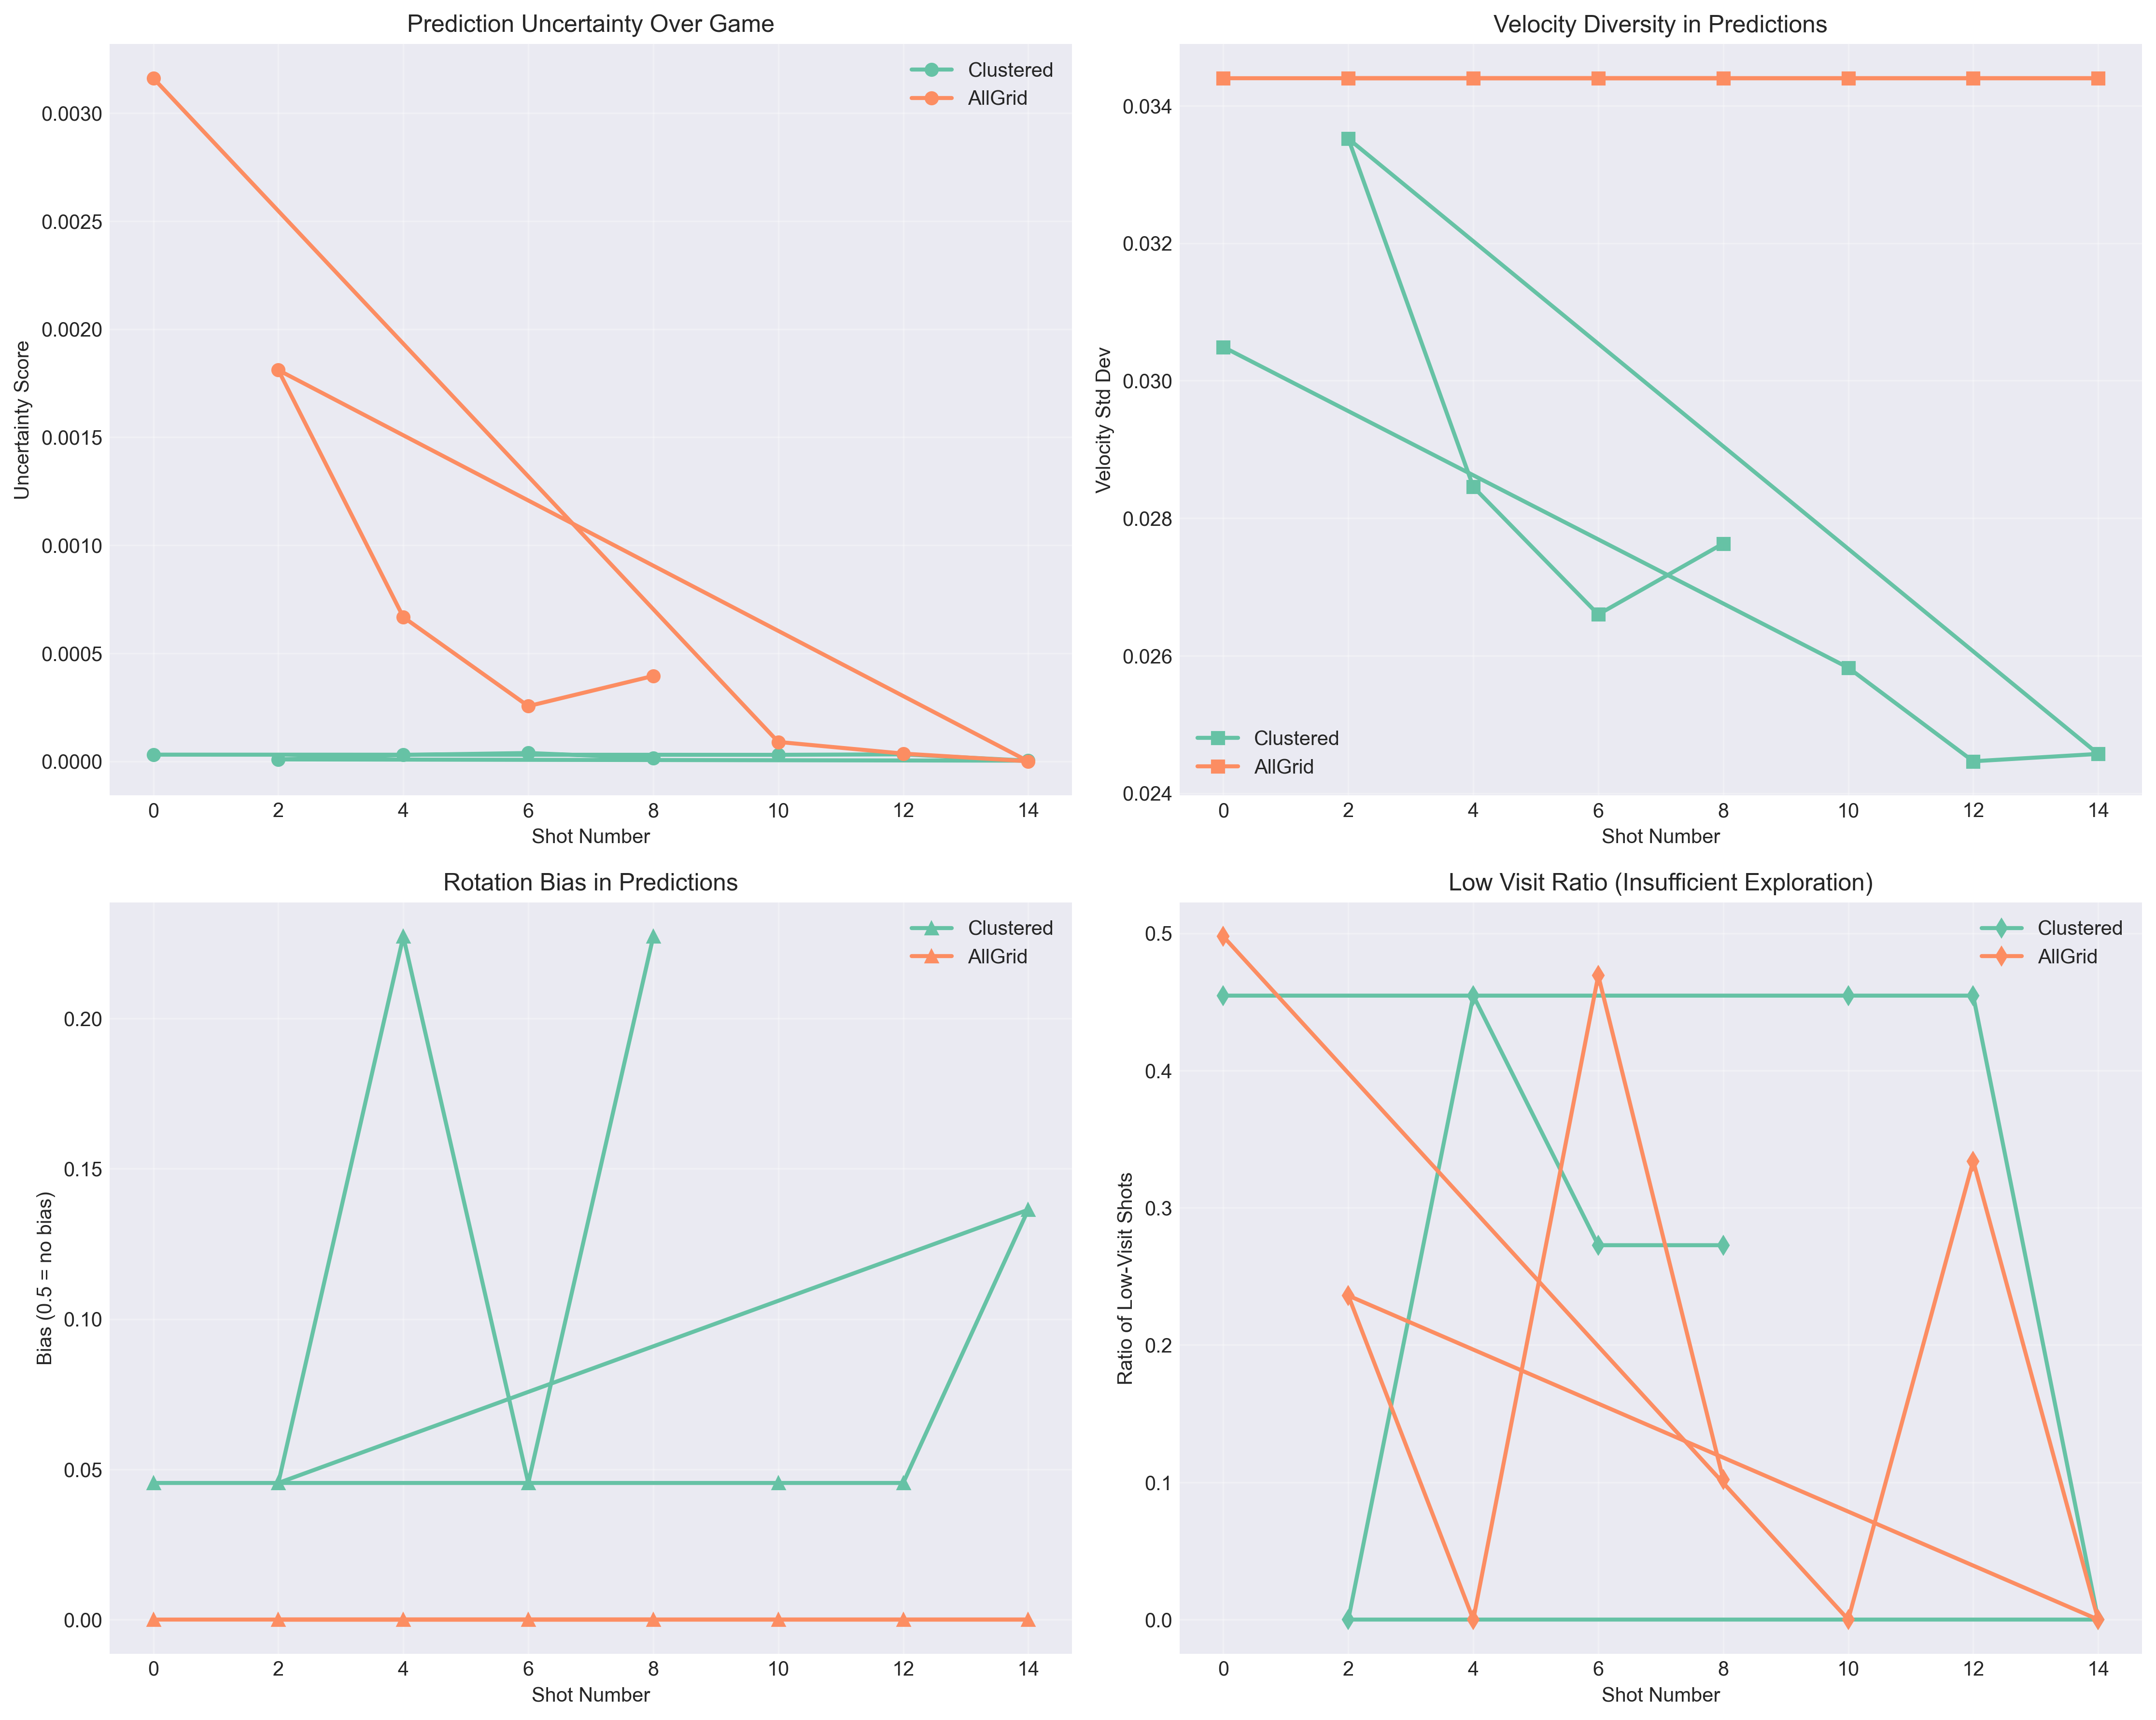 Prediction Uncertainty Over Game
Clustered
AllGrid
0.0030
0.0025
0.0020
0.0015
0.0010
0.0005
0.0000
Uncertainty Score
0 2 4 6 8 10 12 14
Shot Number
Velocity Diversity in Predictions
0.034
0.032
0.030
0.028
0.026
0.024
Velocity Std Dev
Clustered
AllGrid
0 2 4 6 8 10 12 14
Shot Number
Rotation Bias in Predictions
Clustered
AllGrid
0.20
0.15
0.10
0.05
0.00
Bias (0.5 = no bias)
0 2 4 6 8 10 12 14
Shot Number
Low Visit Ratio (Insufficient Exploration)
Clustered
AllGrid
0.5
0.4
0.3
0.2
0.1
0.0
Ratio of Low-Visit Shots
0 2 4 6 8 10 12 14
Shot Number